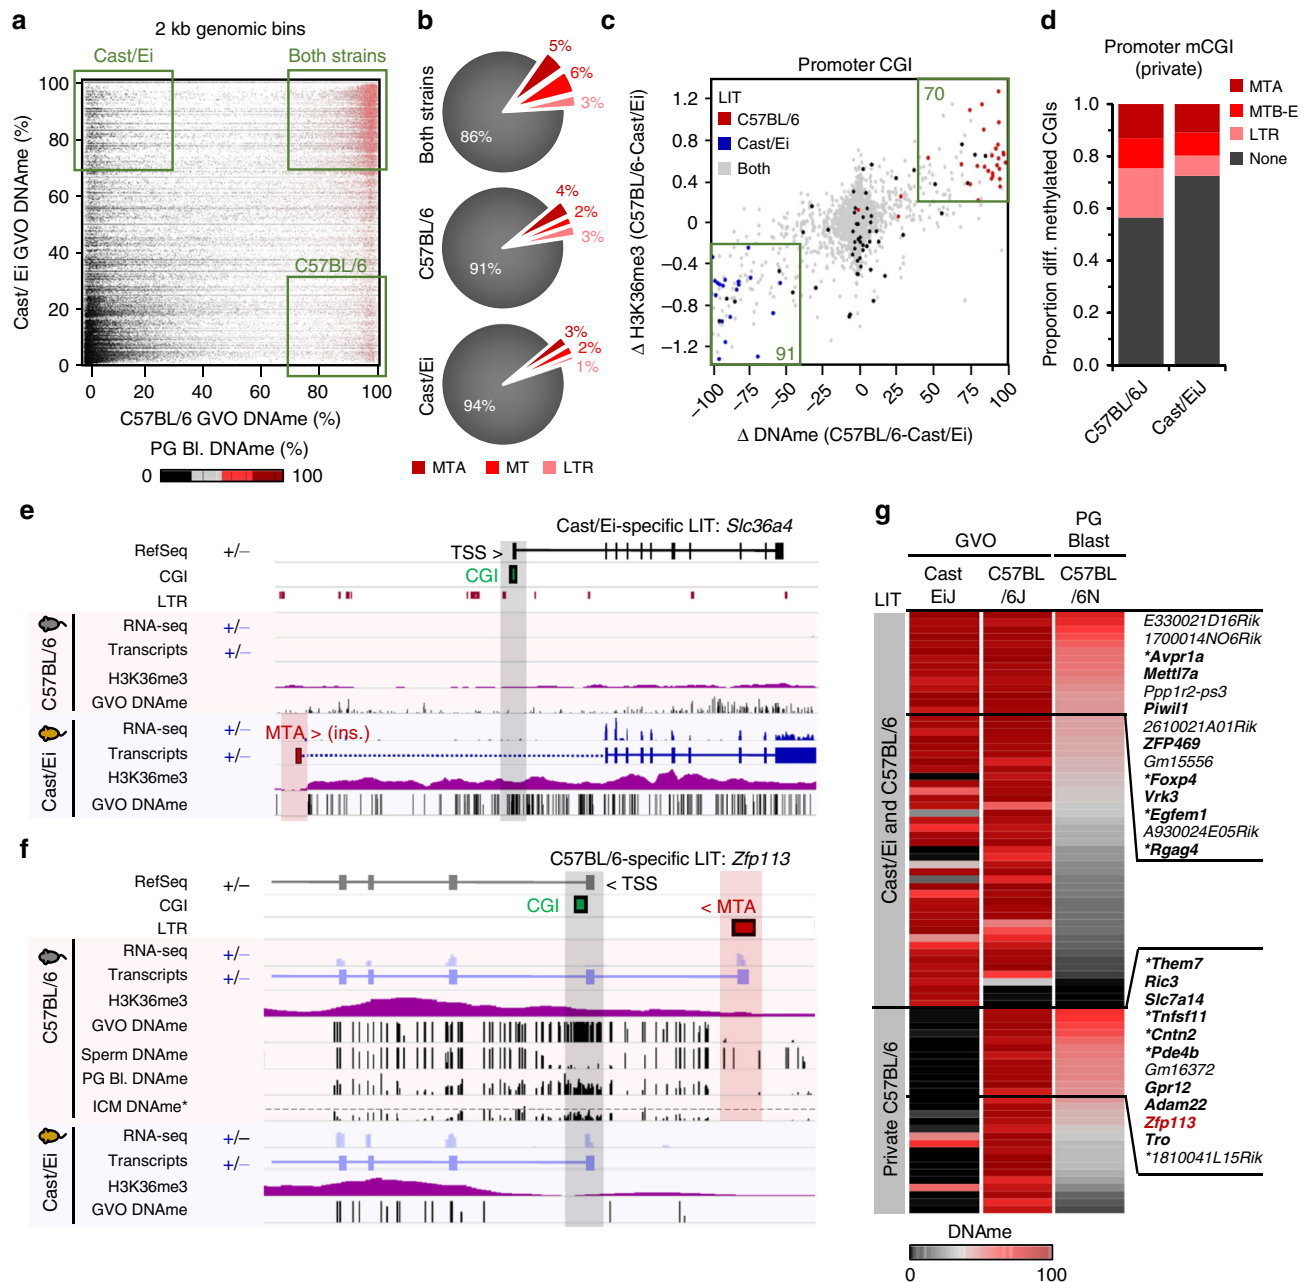 a
2 kb genomic bins
Cast/Ei
Both strains
C57BL/6
100
80
60
40
20
0
Cast/ Ei GVO DNAme (%)
0 20 40 60 80 100
C57BL/6 GVO DNAme (%)
PG Bl. DNAme (%)
0 100
b
Both strains
5%
6%
3%
86%
C57BL/6
4%
2%
3%
91%
Cast/Ei
3%
2%
1%
94%
MTA MT LTR
c
Promoter CGI
LIT
C57BL/6
Cast/Ei
Both
70
91
1.2
0.8
0.4
0
−0.4
−0.8
−1.2
Δ H3K36me3 (C57BL/6-Cast/Ei)
−100 −75 −50 −25 0 25 50 75 100
Δ DNAme (C57BL/6-Cast/Ei)
d
Promoter mCGI
(private)
MTA
MTB-E
LTR
None
1.0
0.8
0.6
0.4
0.2
0.0
Proportion diff. methylated CGIs
C57BL/6J
Cast/EiJ
e
Cast/Ei-specific LIT: Slc36a4
RefSeq +/− TSS >
CGI CGI
LTR
C57BL/6
RNA-seq +/−
Transcripts +/−
H3K36me3
GVO DNAme
Cast/Ei
RNA-seq +/− MTA > (ins.)
Transcripts +/−
H3K36me3
GVO DNAme
f
C57BL/6-specific LIT: Zfp113
RefSeq +/− < TSS
CGI CGI < MTA
LTR
C57BL/6
RNA-seq +/−
Transcripts +/−
H3K36me3
GVO DNAme
Sperm DNAme
PG Bl. DNAme
ICM DNAme*
Cast/Ei
RNA-seq +/−
Transcripts +/−
H3K36me3
GVO DNAme
g
GVO
PG
Blast
LIT
Cast
EiJ
C57BL
/6J
C57BL
/6N
Cast/Ei and C57BL/6
Private C57BL/6
E330021D16Rik
1700014NO6Rik
*Avpr1a
Mettl7a
Ppp1r2-ps3
Piwil1
2610021A01Rik
ZFP469
Gm15556
*Foxp4
Vrk3
*Egfem1
A930024E05Rik
*Rgag4
*Them7
Ric3
Slc7a14
*Tnfsf11
*Cntn2
*Pde4b
Gm16372
Gpr12
Adam22
Zfp113
Tro
*1810041L15Rik
DNAme
0 100